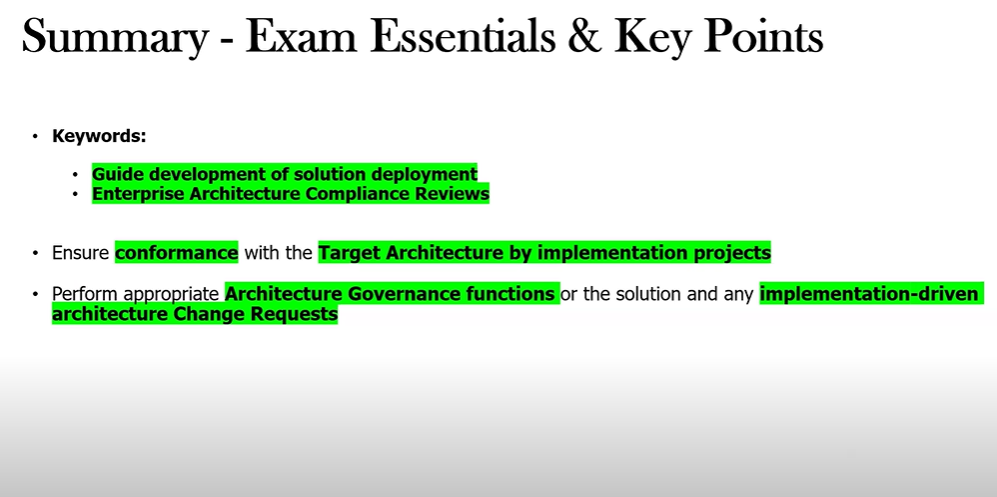 Summary - Exam Essentials & Key Points
• Keywords:
• Guide development of solution deployment
• Enterprise Architecture Compliance Reviews
• Ensure conformance with the Target Architecture by implementation projects
• Perform appropriate Architecture Governance functions or the solution and any implementation-driven
architecture Change Requests